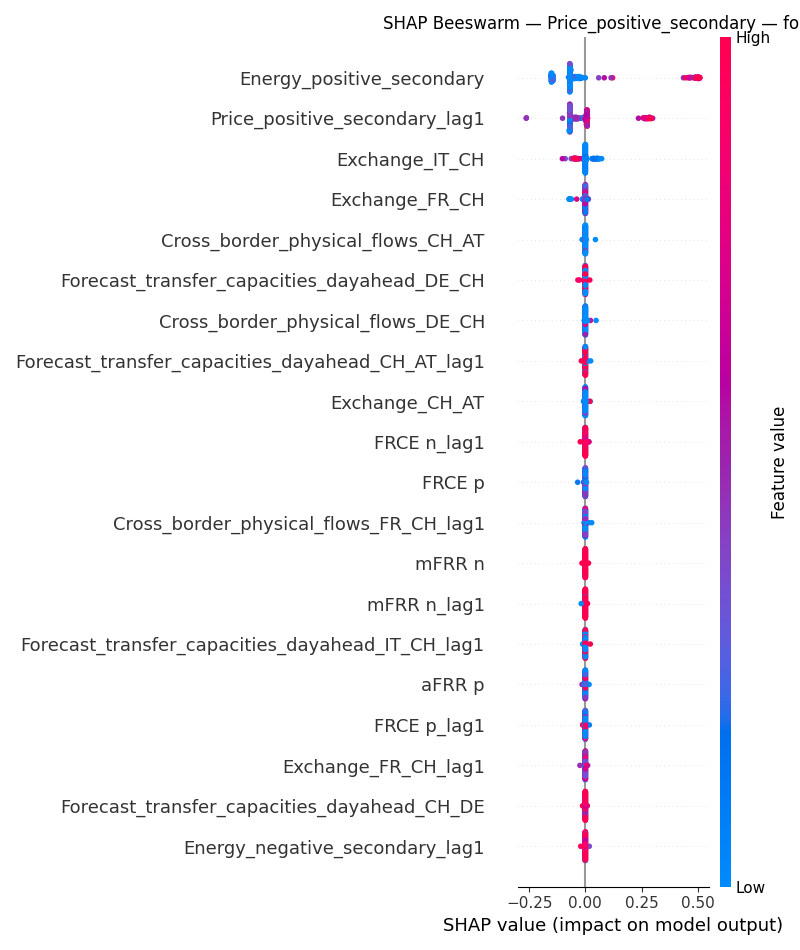 SHAP Beeswarm — Price_positive_secondary — fo
High
Energy_positive_secondary
Price_positive_secondary_lag1
Exchange_IT_CH
Exchange_FR_CH
Cross_border_physical_flows_CH_AT
Forecast_transfer_capacities_dayahead_DE_CH
Cross_border_physical_flows_DE_CH
Forecast_transfer_capacities_dayahead_CH_AT_lag1
Exchange_CH_AT
FRCE n_lag1
FRCE p
Cross_border_physical_flows_FR_CH_lag1
mFRR n
mFRR n_lag1
Forecast_transfer_capacities_dayahead_IT_CH_lag1
aFRR p
FRCE p_lag1
Exchange_FR_CH_lag1
Forecast_transfer_capacities_dayahead_CH_DE
Energy_negative_secondary_lag1
Feature value
Low
−0.25 0.00 0.25 0.50
SHAP value (impact on model output)